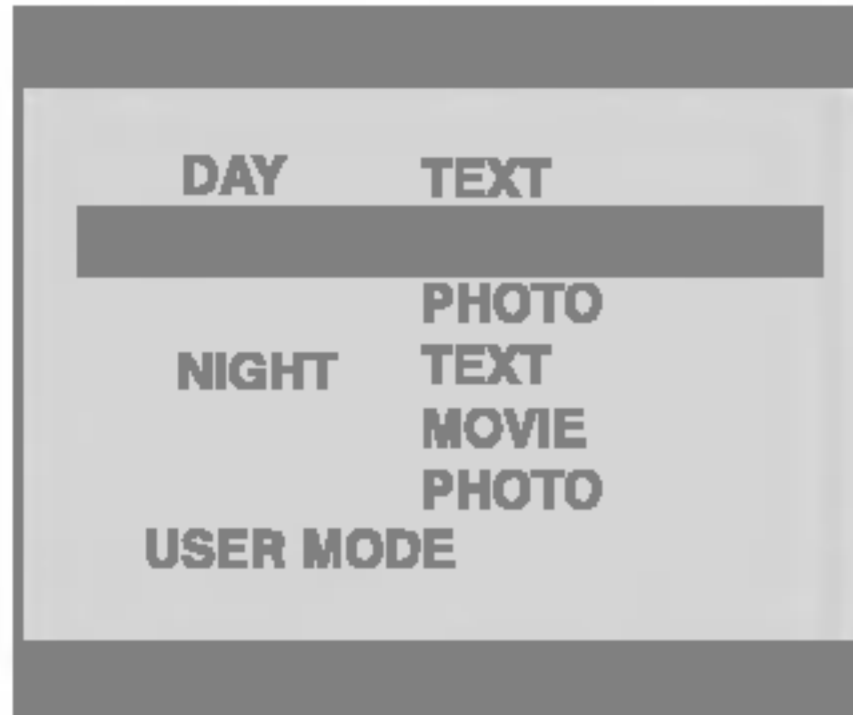 DAY TEXT
PHOTO
NIGHT TEXT
MOVIE
PHOTO
USER MODE